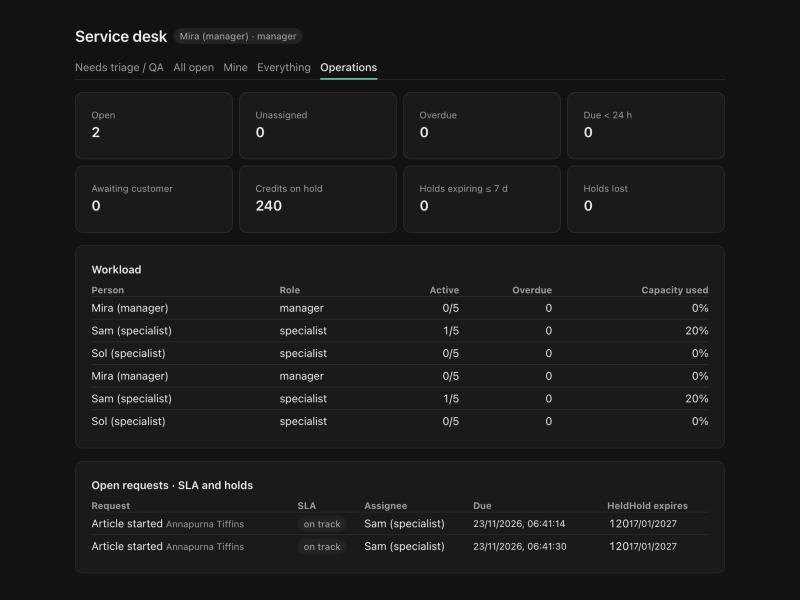 Service desk Mira (manager) · manager
Needs triage / QA All open Mine Everything Operations
Open Unassigned Overdue Due < 24 h
2 0 0 0
Awaiting customer Credits on hold Holds expiring ≤ 7 d Holds lost
0 240 0 0
Workload
Person Role Active Overdue Capacity used
Mira (manager) manager 0/5 0 0%
Sam (specialist) specialist 1/5 0 20%
Sol (specialist) specialist 0/5 0 0%
Mira (manager) manager 0/5 0 0%
Sam (specialist) specialist 1/5 0 20%
Sol (specialist) specialist 0/5 0 0%
Open requests · SLA and holds
Request SLA Assignee Due HeldHold expires
Article started Annapurna Tiffins on track Sam (specialist) 23/11/2026, 06:41:14 12017/01/2027
Article started Annapurna Tiffins on track Sam (specialist) 23/11/2026, 06:41:30 12017/01/2027